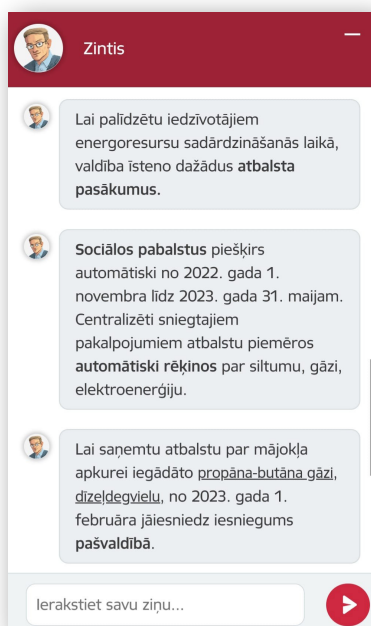 Zintis
Lai palīdzētu iedzīvotājiem
energoresursu sadārdzināšanās laikā,
valdība īsteno dažādus atbalsta
pasākumus.
Sociālos pabalstus piešķirs
automātiski no 2022. gada 1.
novembra līdz 2023. gada 31. maijam.
Centralizēti sniegtajiem
pakalpojumiem atbalstu piemēros
automātiski rēķinos par siltumu, gāzi,
elektroenerģiju.
Lai saņemtu atbalstu par mājokļa
apkurei iegādāto propāna-butāna gāzi,
dīzeļdegvielu, no 2023. gada 1.
februāra jāiesniedz iesniegums
pašvaldībā.
Ierakstiet savu ziņu...